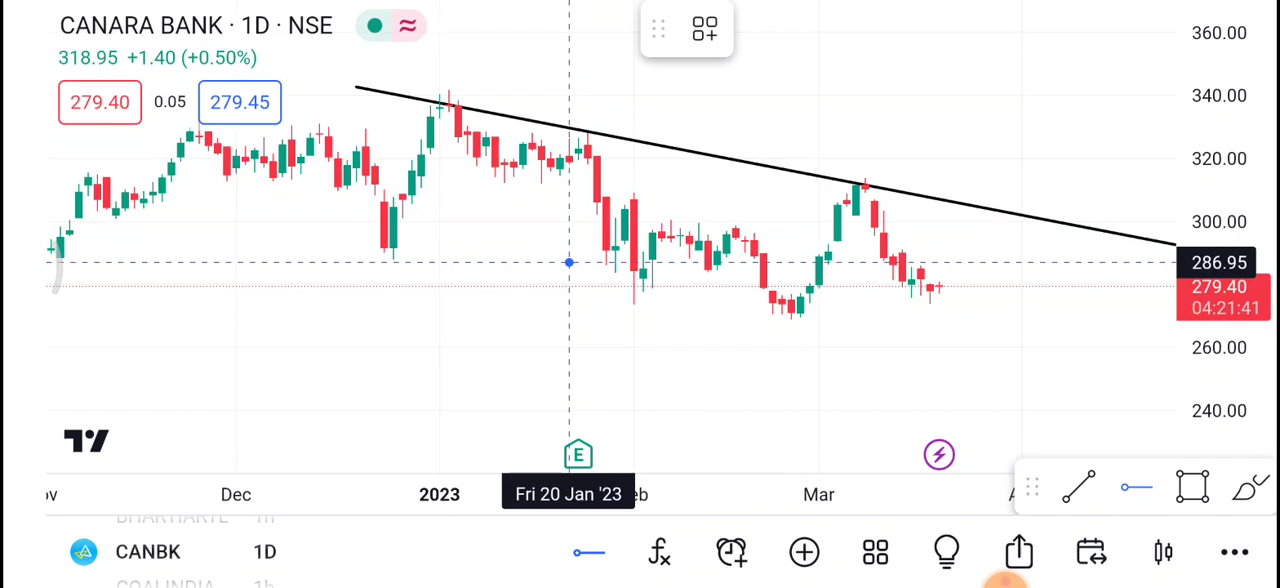 CANARA BANK · 1D · NSE
318.95 +1.40 (+0.50%)
279.40 0.05 279.45
360.00
340.00
320.00
300.00
286.95
279.40
04:21:41
260.00
240.00
E
Dec 2023 Fri 20 Jan '23 Mar
CANBK 1D
COALINDIA 1h